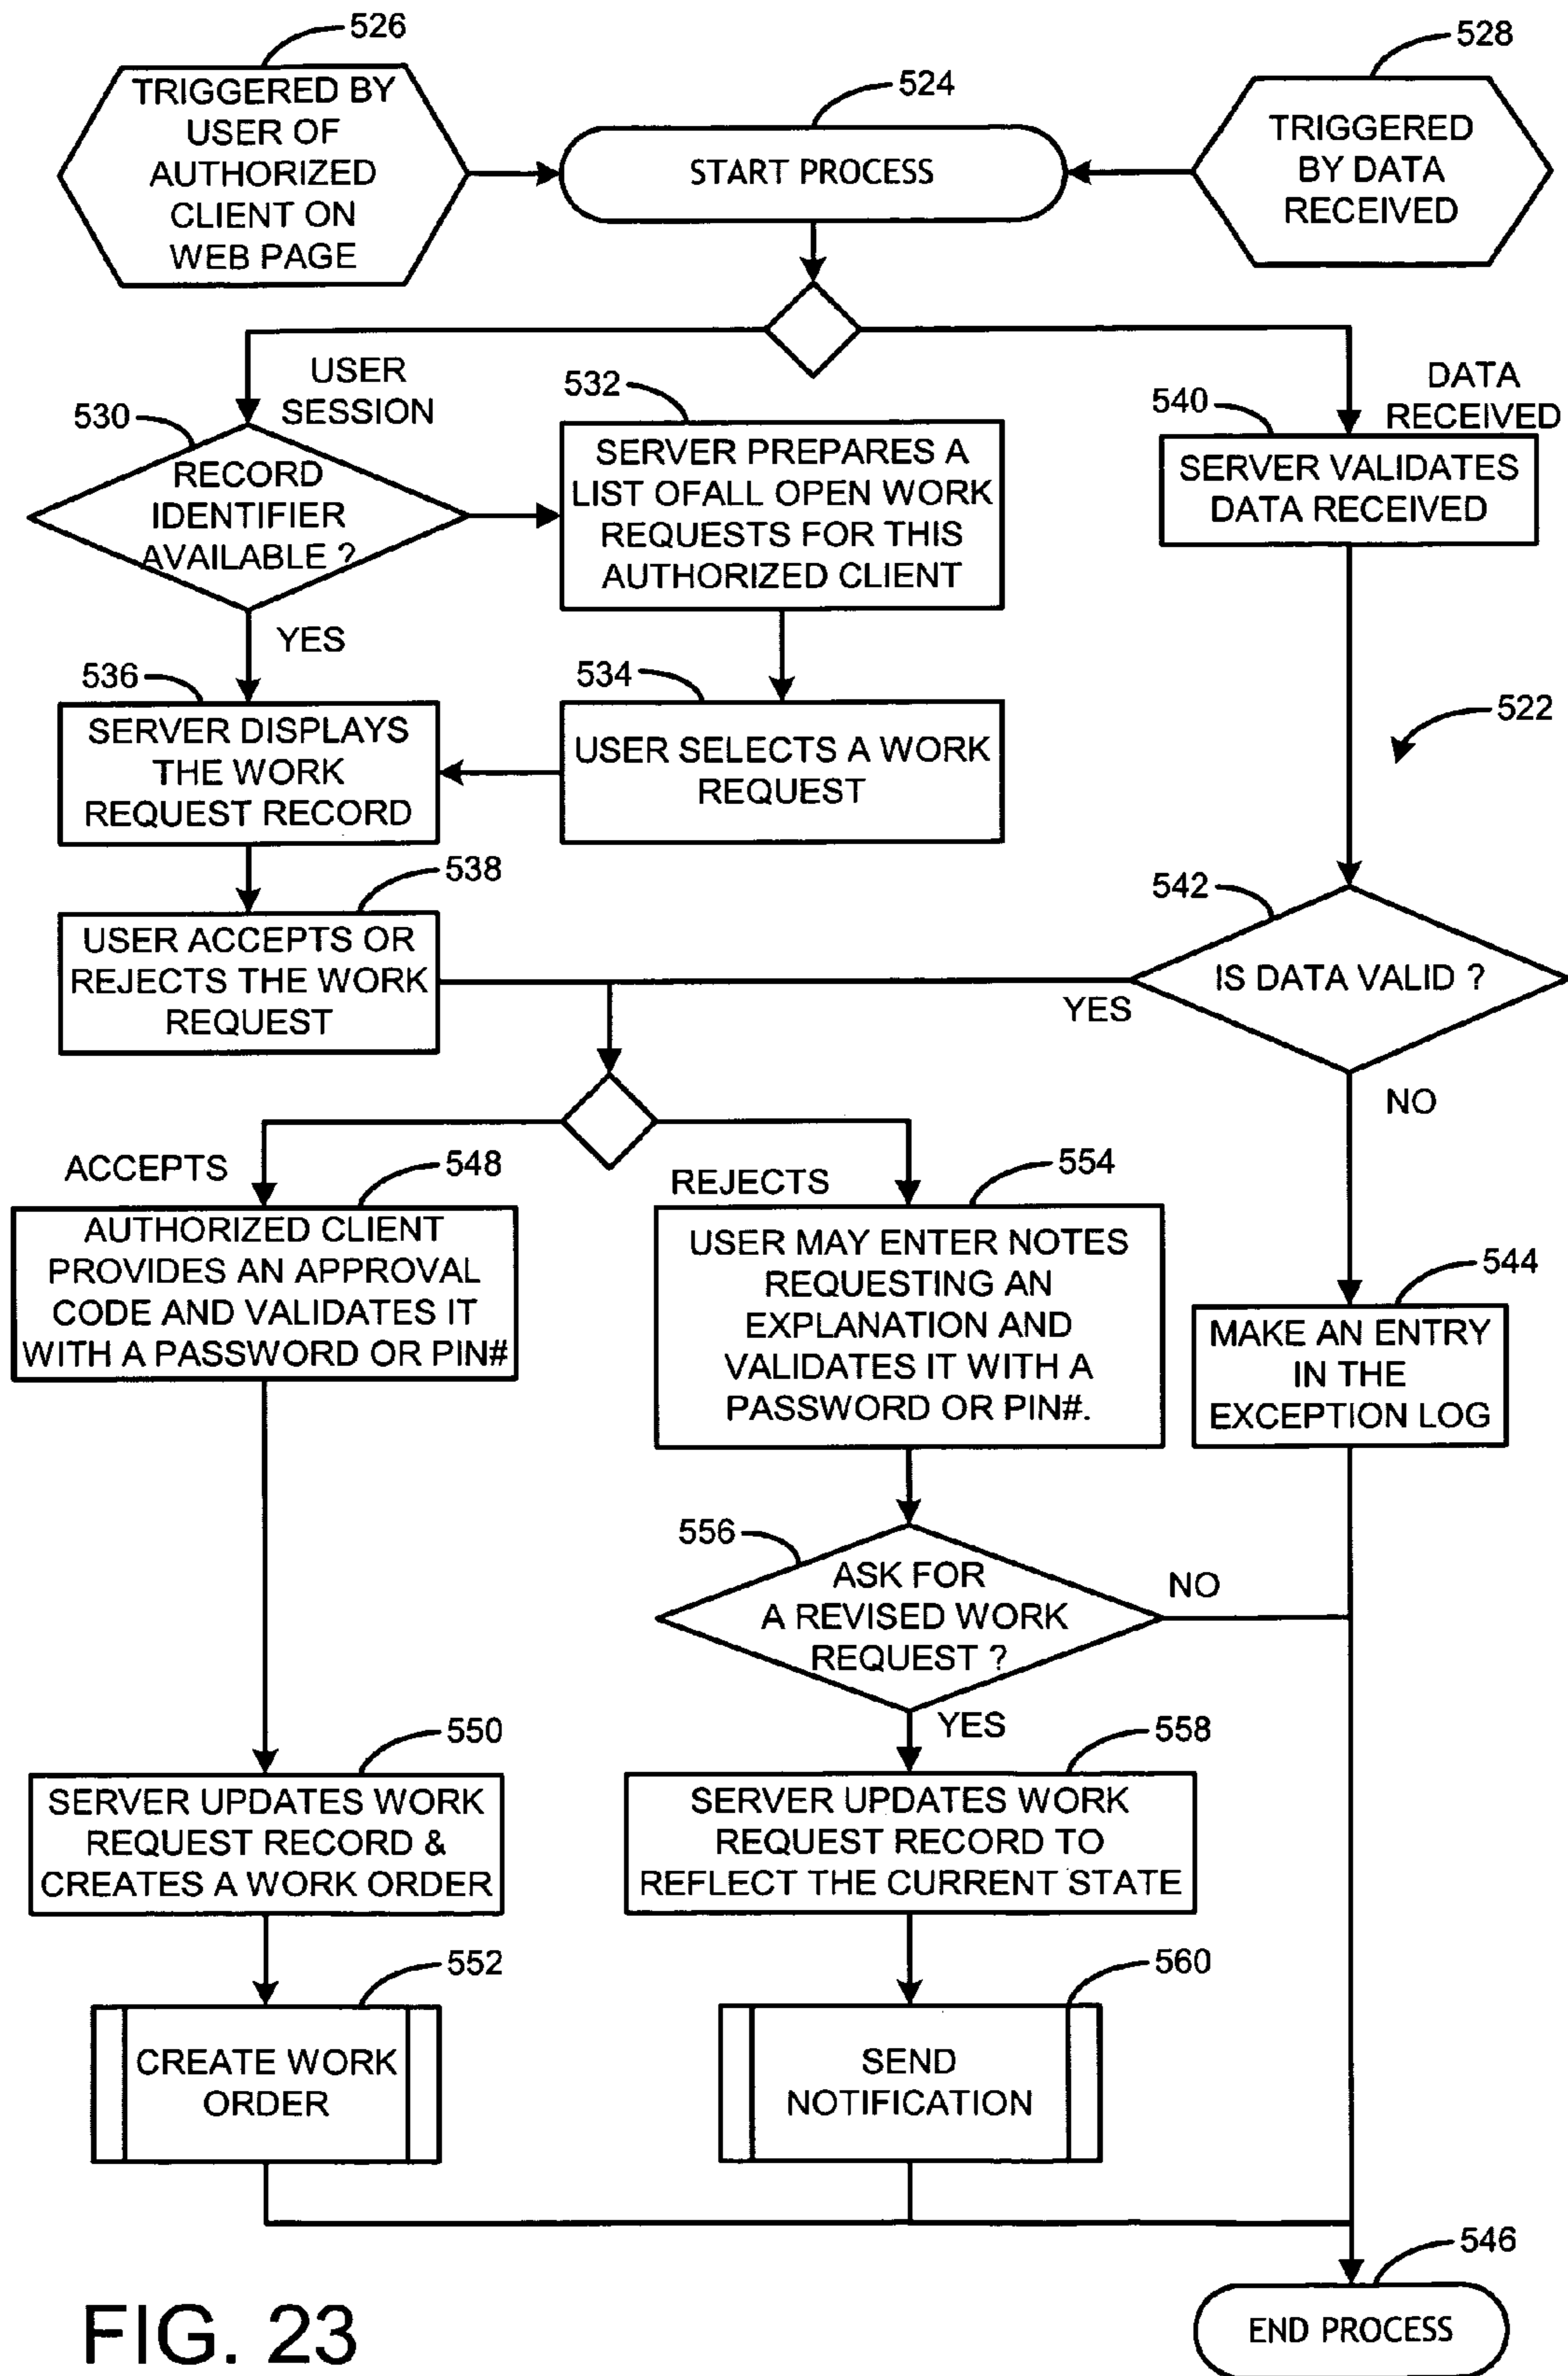 526
528
524
TRIGGERED BY
USER OF
AUTHORIZED
CLIENT ON
WEB PAGE
START PROCESS
TRIGGERED
BY DATA
RECEIVED
USER
SESSION
DATA
RECEIVED
530
RECORD
IDENTIFIER
AVAILABLE ?
532
SERVER PREPARES A
LIST OFALL OPEN WORK
REQUESTS FOR THIS
AUTHORIZED CLIENT
540
SERVER VALIDATES
DATA RECEIVED
YES
536
SERVER DISPLAYS
THE WORK
REQUEST RECORD
534
USER SELECTS A WORK
REQUEST
522
538
USER ACCEPTS OR
REJECTS THE WORK
REQUEST
542
IS DATA VALID ?
YES
NO
ACCEPTS
548
AUTHORIZED CLIENT
PROVIDES AN APPROVAL
CODE AND VALIDATES IT
WITH A PASSWORD OR PIN#
REJECTS
554
USER MAY ENTER NOTES
REQUESTING AN
EXPLANATION AND
VALIDATES IT WITH A
PASSWORD OR PIN#.
544
MAKE AN ENTRY
IN THE
EXCEPTION LOG
556
ASK FOR
A REVISED WORK
REQUEST ?
NO
YES
550
SERVER UPDATES WORK
REQUEST RECORD &
CREATES A WORK ORDER
558
SERVER UPDATES WORK
REQUEST RECORD TO
REFLECT THE CURRENT STATE
552
CREATE WORK
ORDER
560
SEND
NOTIFICATION
546
END PROCESS
FIG. 23